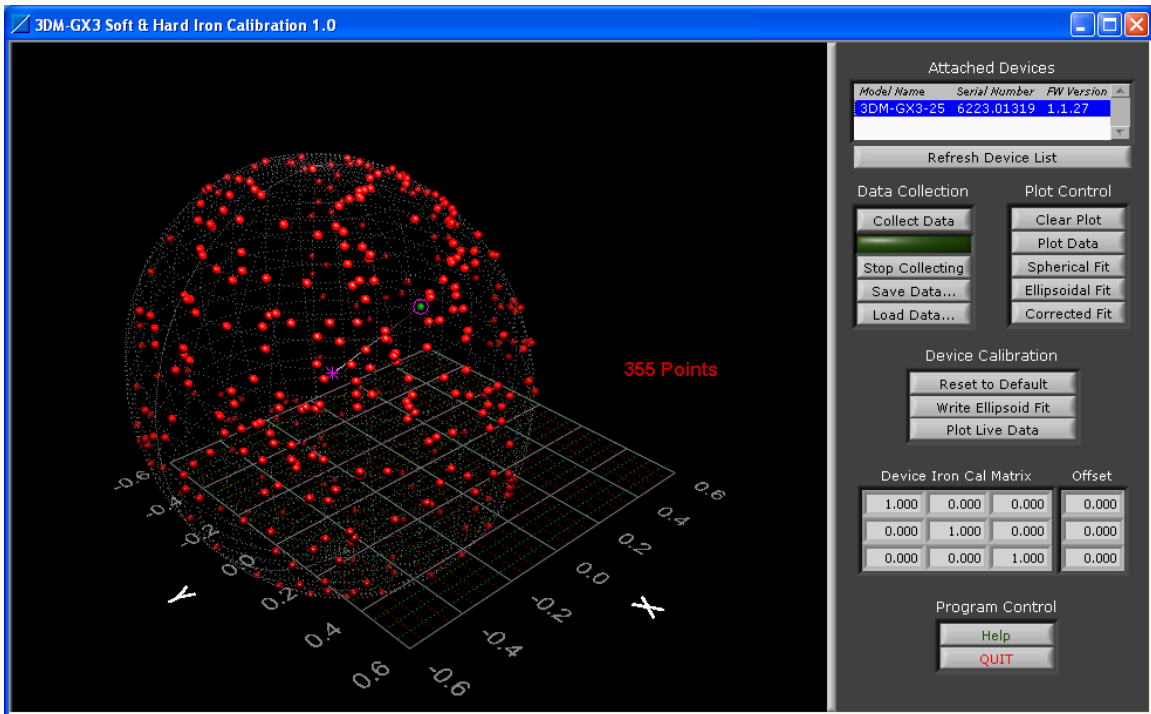 3DM-GX3 Soft & Hard Iron Calibration 1.0
Attached Devices
Model Name Serial Number FW Version
3DM-GX3-25 6223.01319 1.1.27
Refresh Device List
Data Collection
Collect Data
Stop Collecting
Save Data...
Load Data...
Plot Control
Clear Plot
Plot Data
Spherical Fit
Ellipsoidal Fit
Corrected Fit
355 Points
Device Calibration
Reset to Default
Write Ellipsoid Fit
Plot Live Data
Device Iron Cal Matrix Offset
1.000 0.000 0.000 0.000
0.000 1.000 0.000 0.000
0.000 0.000 1.000 0.000
Program Control
Help
QUIT
-0.6
-0.4
-0.2
0.0
0.2
0.4
0.6
Y
-0.6
-0.4
-0.2
0.0
0.2
0.4
0.6
X